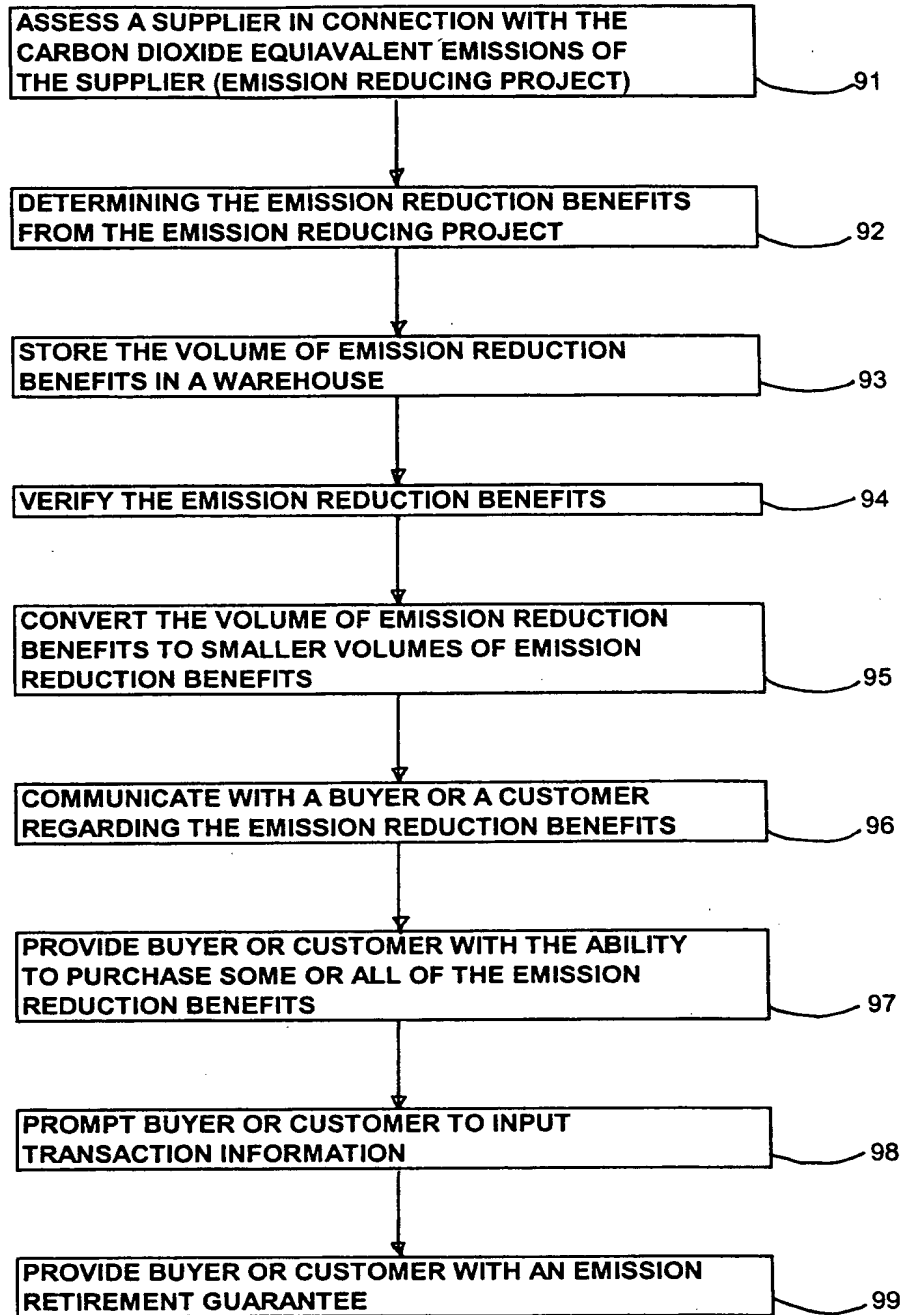 ASSESS A SUPPLIER IN CONNECTION WITH THE
CARBON DIOXIDE EQUIAVALENT EMISSIONS OF
THE SUPPLIER (EMISSION REDUCING PROJECT)
91
DETERMINING THE EMISSION REDUCTION BENEFITS
FROM THE EMISSION REDUCING PROJECT
92
STORE THE VOLUME OF EMISSION REDUCTION
BENEFITS IN A WAREHOUSE
93
VERIFY THE EMISSION REDUCTION BENEFITS
94
CONVERT THE VOLUME OF EMISSION REDUCTION
BENEFITS TO SMALLER VOLUMES OF EMISSION
REDUCTION BENEFITS
95
COMMUNICATE WITH A BUYER OR A CUSTOMER
REGARDING THE EMISSION REDUCTION BENEFITS
96
PROVIDE BUYER OR CUSTOMER WITH THE ABILITY
TO PURCHASE SOME OR ALL OF THE EMISSION
REDUCTION BENEFITS
97
PROMPT BUYER OR CUSTOMER TO INPUT
TRANSACTION INFORMATION
98
PROVIDE BUYER OR CUSTOMER WITH AN EMISSION
RETIREMENT GUARANTEE
99